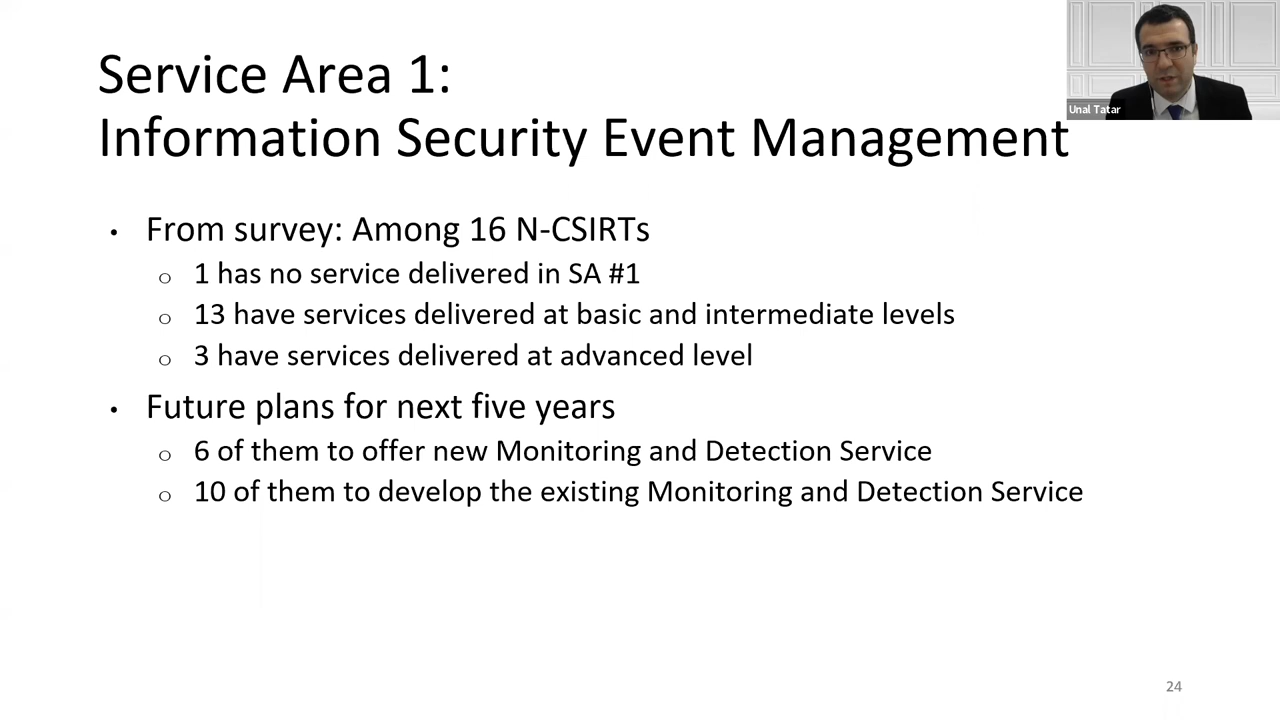 Service Area 1:
Information Security Event Management
Unal Tatar
• From survey: Among 16 N-CSIRTs
o 1 has no service delivered in SA #1
o 13 have services delivered at basic and intermediate levels
o 3 have services delivered at advanced level
• Future plans for next five years
o 6 of them to offer new Monitoring and Detection Service
o 10 of them to develop the existing Monitoring and Detection Service
24